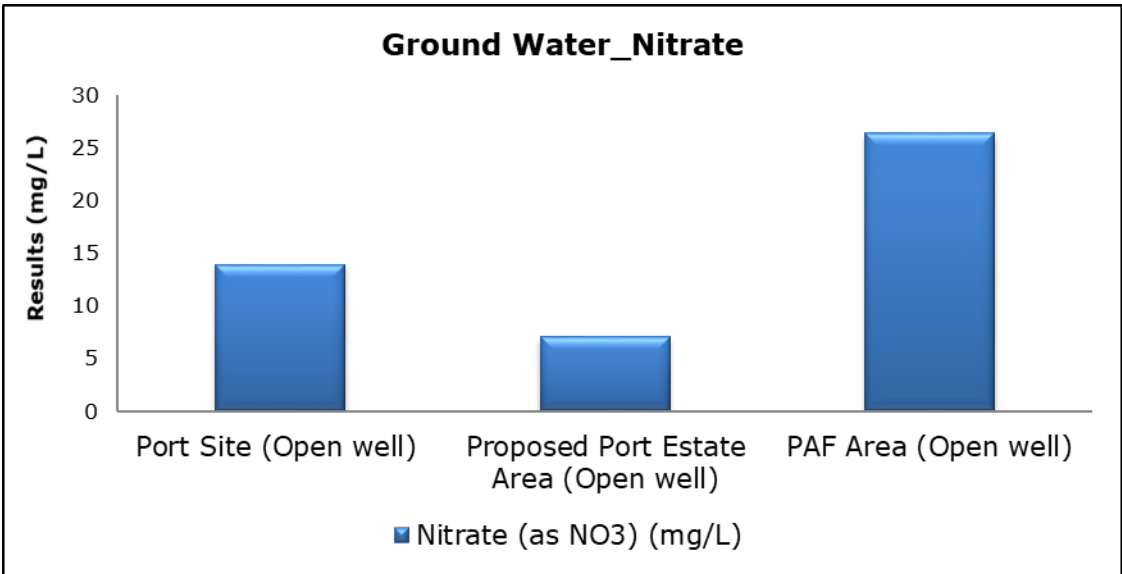 Ground Water_Nitrate
Results (mg/L)
30
25
20
15
10
5
0
Port Site (Open well)
Proposed Port Estate
Area (Open well)
PAF Area (Open well)
Nitrate (as NO3) (mg/L)